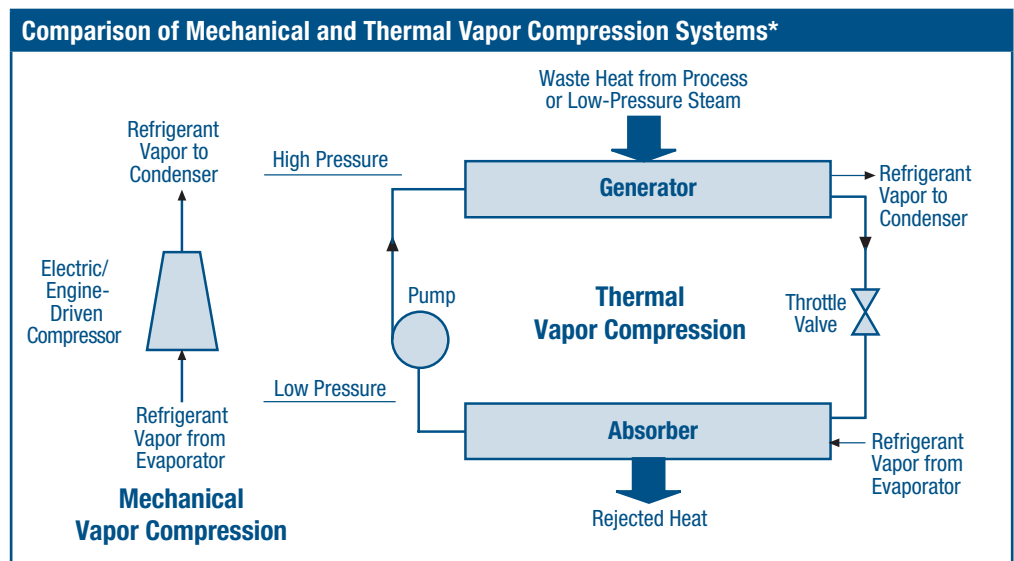 Comparison of Mechanical and Thermal Vapor Compression Systems*
Waste Heat from Process
or Low-Pressure Steam
Refrigerant
Vapor to
Condenser
High Pressure
Generator
Refrigerant
Vapor to
Condenser
Electric/
Engine-
Driven
Compressor
Pump
Thermal
Vapor Compression
Throttle
Valve
Low Pressure
Refrigerant
Vapor from
Evaporator
Absorber
Refrigerant
Vapor from
Evaporator
Mechanical
Vapor Compression
Rejected Heat